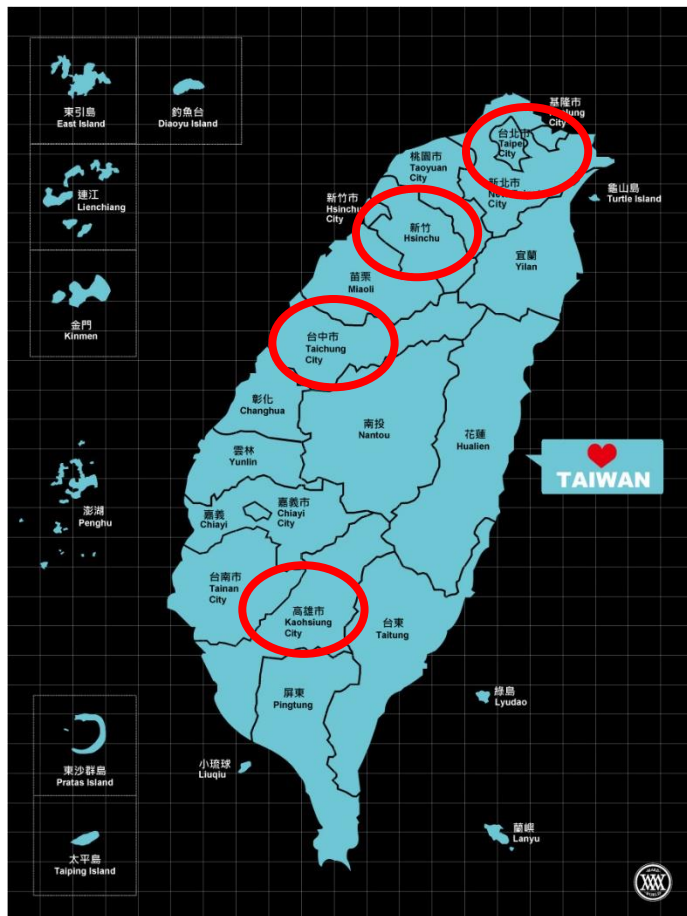 東引島
East Island
釣魚台
Diaoyu Island
連江
Lienchiang
金門
Kinmen
澎湖
Penghu
東沙群島
Pratas Island
太平島
Taiping Island
基隆市
City
台北市
Taipei
City
桃園市
Taoyuan
City
新北市
City
龜山島
Turtle Island
新竹市
Hsinchu
City
新竹
Hsinchu
宜蘭
Yilan
苗栗
Miaoli
台中市
Taichung
City
彰化
Changhua
南投
Nantou
花蓮
Hualien
雲林
Yunlin
嘉義
Chiayi
嘉義市
Chiayi
City
台南市
Tainan
City
高雄市
Kaohsiung
City
台東
Taitung
屏東
Pingtung
綠島
Lyudao
小琉球
Liuqiu
蘭嶼
Lanyu
TAIWAN